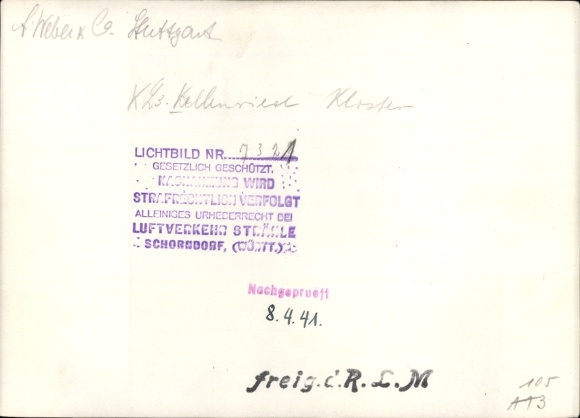 A. Weber & Co. Stuttgart
Kellenried Kloster
LICHTBILD NR. 7321
GESETZLICH GESCHÜTZT.
NACHAHMUNG WIRD
STRAFRECHTLICH VERFOLGT
ALLEINIGES URHEBERRECHT BEI
LUFTVERKEHR STRÄHLE
SCHORNDORF, (WÜRTT.)
Nachgeprueft
8.4.41.
freig. d. R. L. M
105
AT3